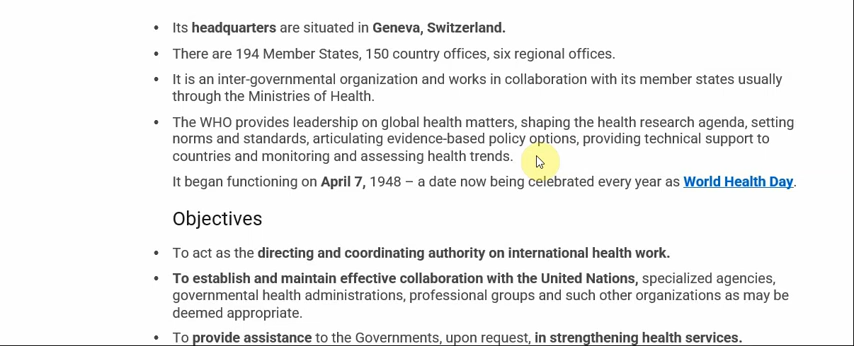 • Its headquarters are situated in Geneva, Switzerland.
• There are 194 Member States, 150 country offices, six regional offices.
• It is an inter-governmental organization and works in collaboration with its member states usually
through the Ministries of Health.
• The WHO provides leadership on global health matters, shaping the health research agenda, setting
norms and standards, articulating evidence-based policy options, providing technical support to
countries and monitoring and assessing health trends.
It began functioning on April 7, 1948 – a date now being celebrated every year as World Health Day.
Objectives
• To act as the directing and coordinating authority on international health work.
• To establish and maintain effective collaboration with the United Nations, specialized agencies,
governmental health administrations, professional groups and such other organizations as may be
deemed appropriate.
• To provide assistance to the Governments, upon request, in strengthening health services.